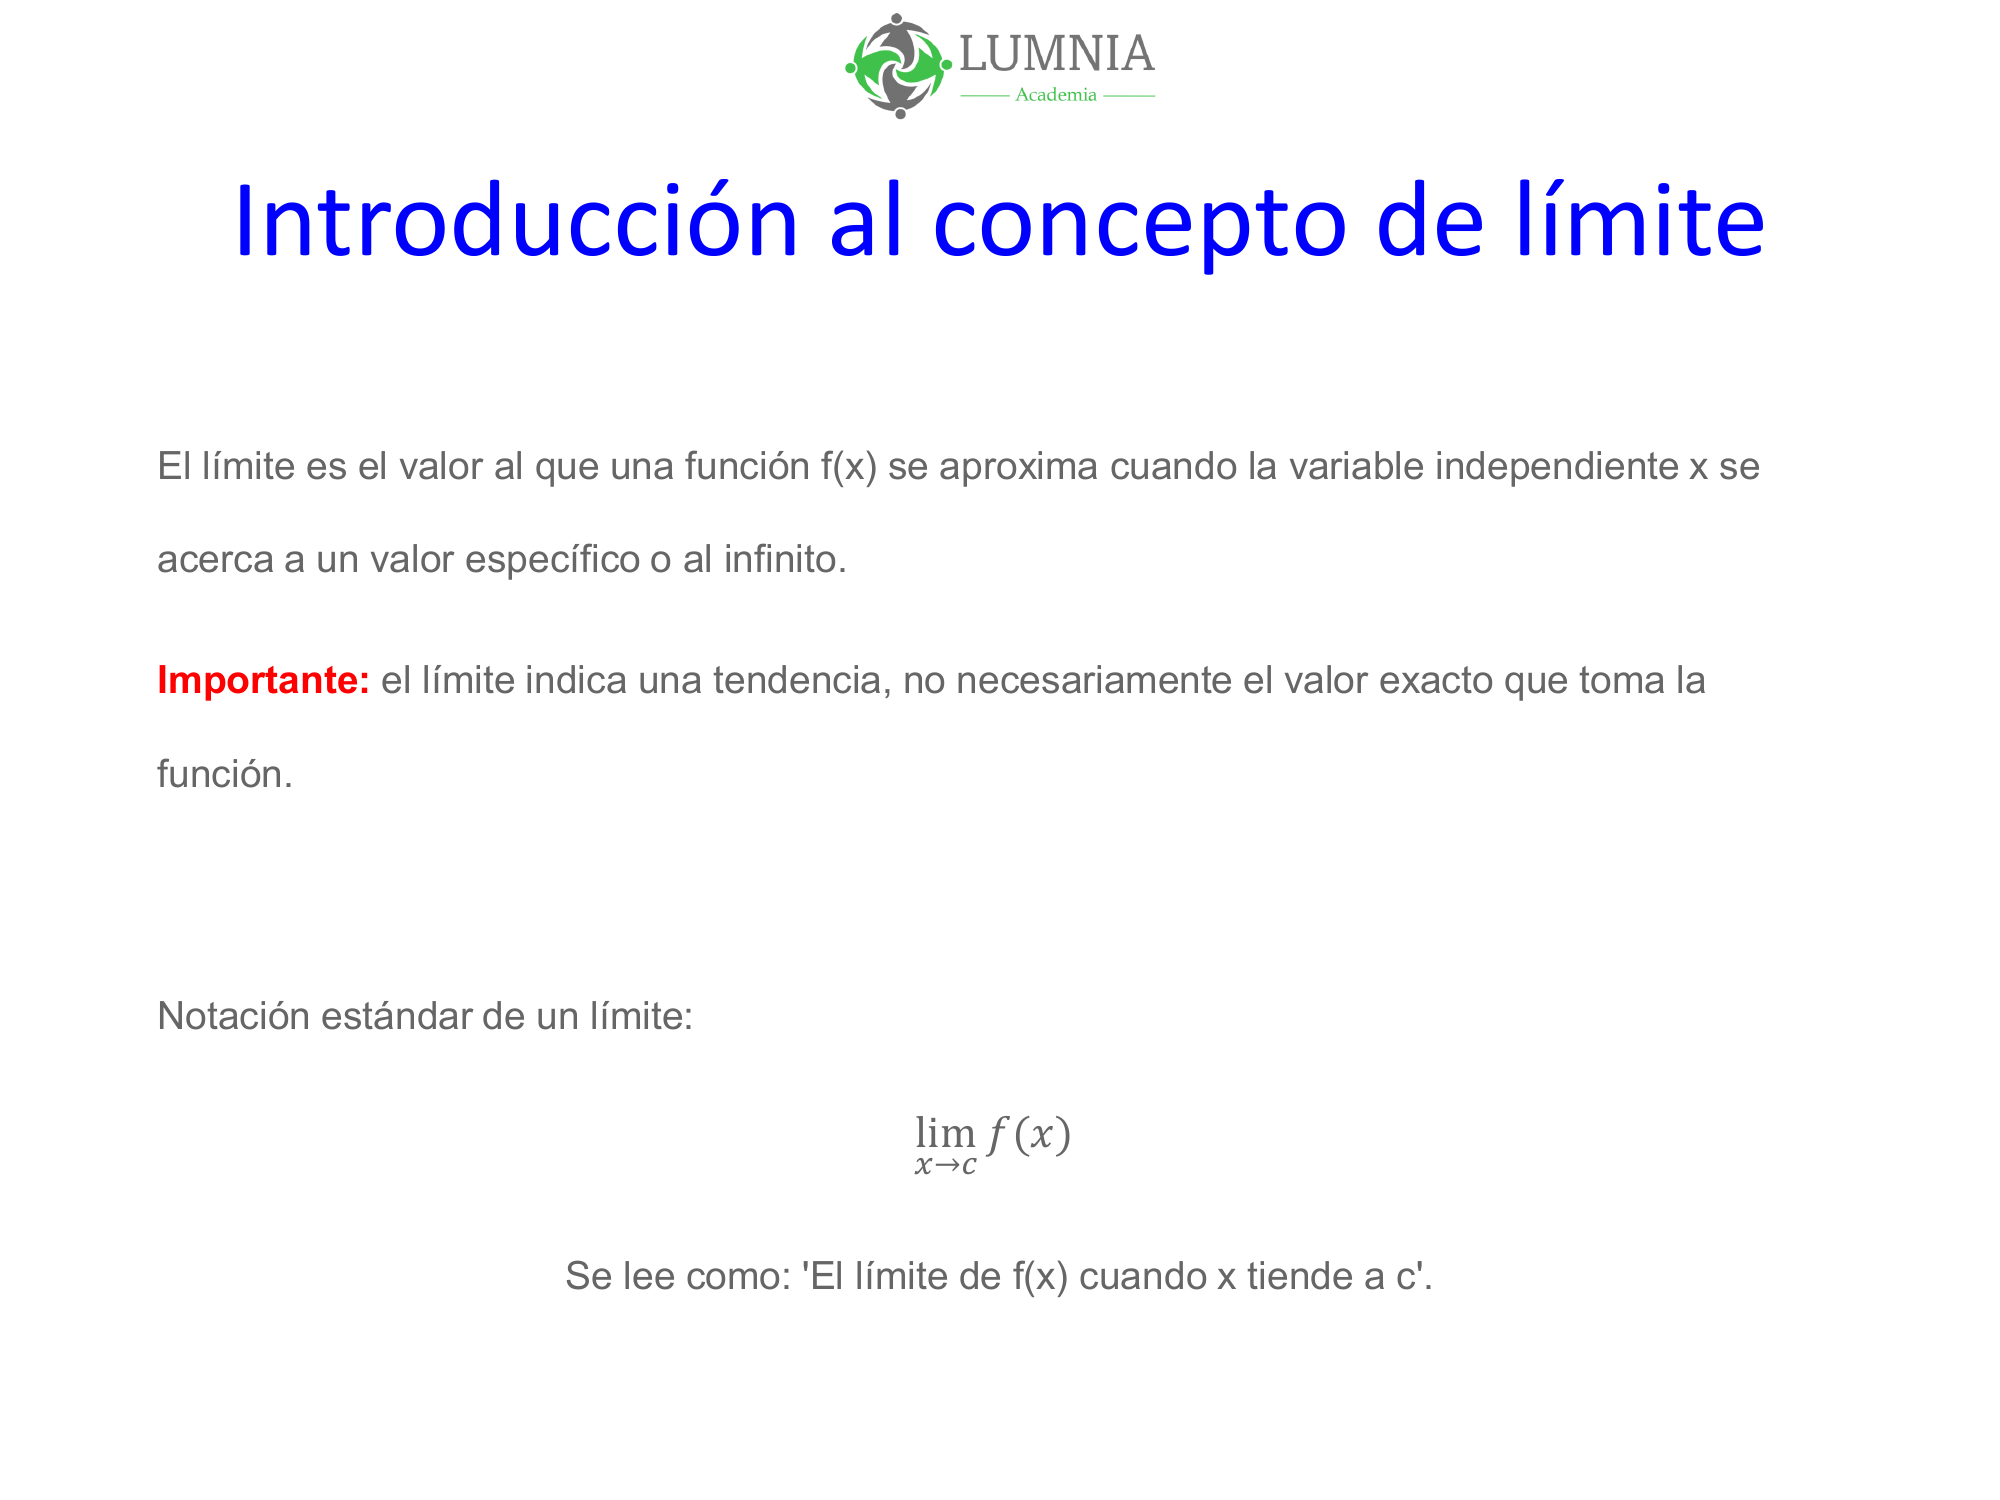 LUMNIA
Academia
Introducción al concepto de límite
El límite es el valor al que una función f(x) se aproxima cuando la variable independiente x se
acerca a un valor específico o al infinito.
Importante: el límite indica una tendencia, no necesariamente el valor exacto que toma la
función.
Notación estándar de un límite:
lim f(x)
x→c
Se lee como: 'El límite de f(x) cuando x tiende a c'.